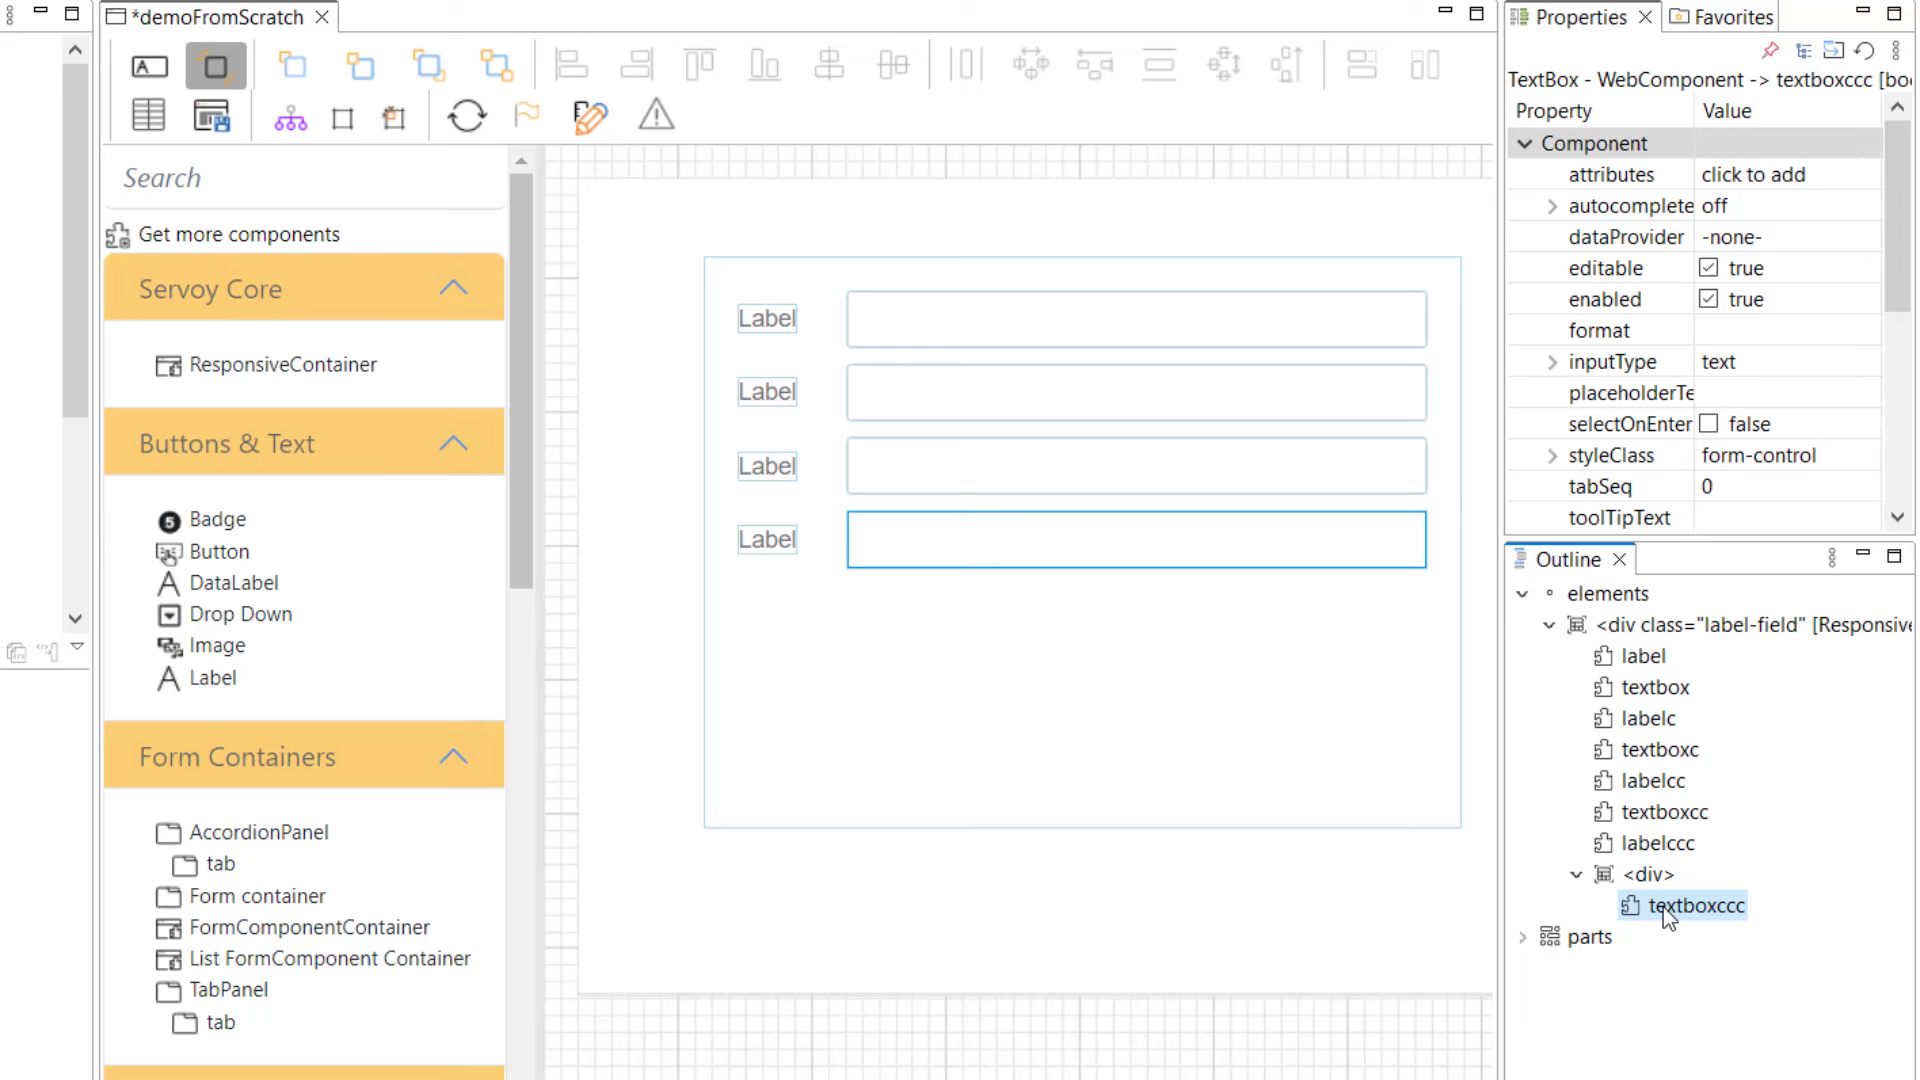 *demoFromScratch
A
Search
Get more components
Servoy Core
ResponsiveContainer
Buttons & Text
5 Badge
Button
DataLabel
Drop Down
Image
Label
Form Containers
AccordionPanel
tab
Form container
FormComponentContainer
List FormComponent Container
TabPanel
tab
Label
Label
Label
Label
Properties
Favorites
TextBox - WebComponent -> textboxccc [boo
Property Value
Component
attributes click to add
autocomplete off
dataProvider -none-
editable true
enabled true
format
inputType text
placeholderTe
selectOnEnter false
styleClass form-control
tabSeq 0
toolTipText
Outline
elements
<div class="label-field" [Responsive
label
textbox
labelc
textboxc
labelcc
textboxcc
labelccc
<div>
textboxccc
parts